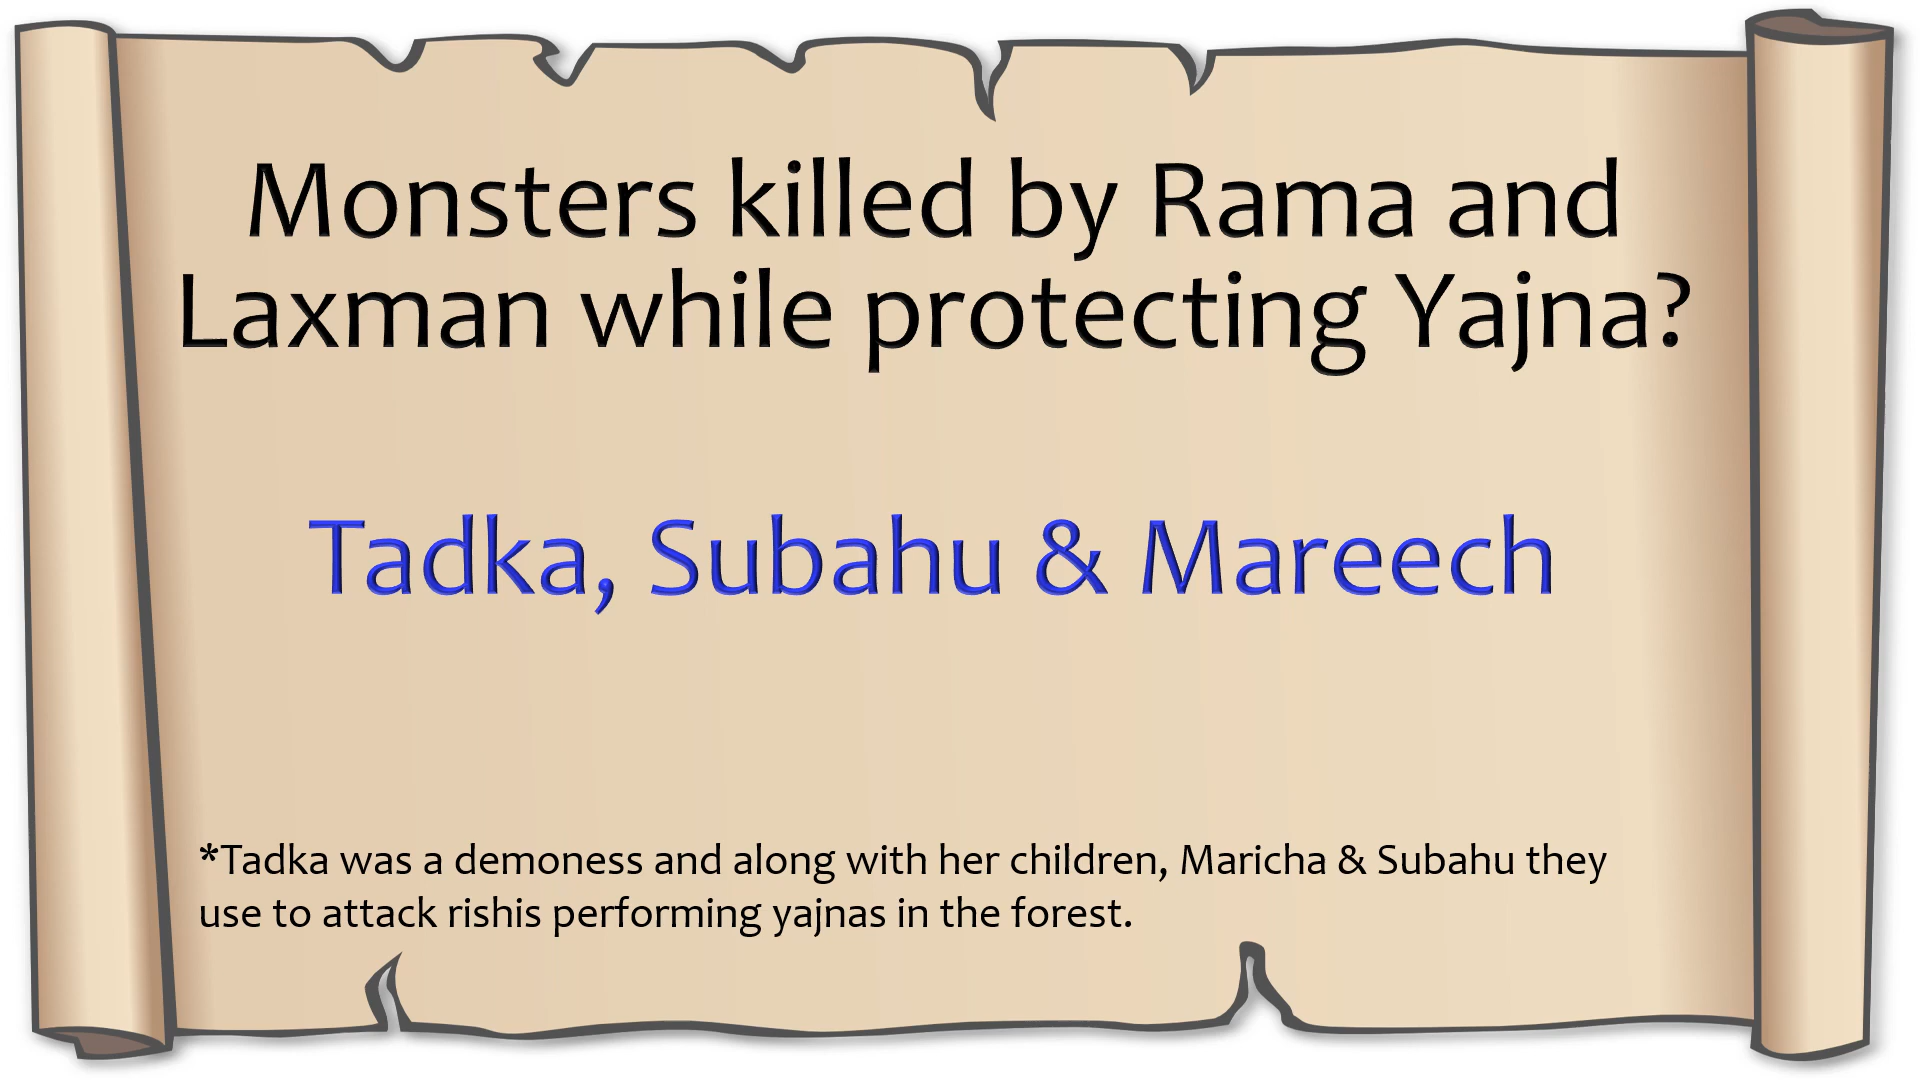 Monsters killed by Rama and
Laxman while protecting Yajna?
Tadka, Subahu & Mareech
*Tadka was a demoness and along with her children, Maricha & Subahu they
use to attack rishis performing yajnas in the forest.